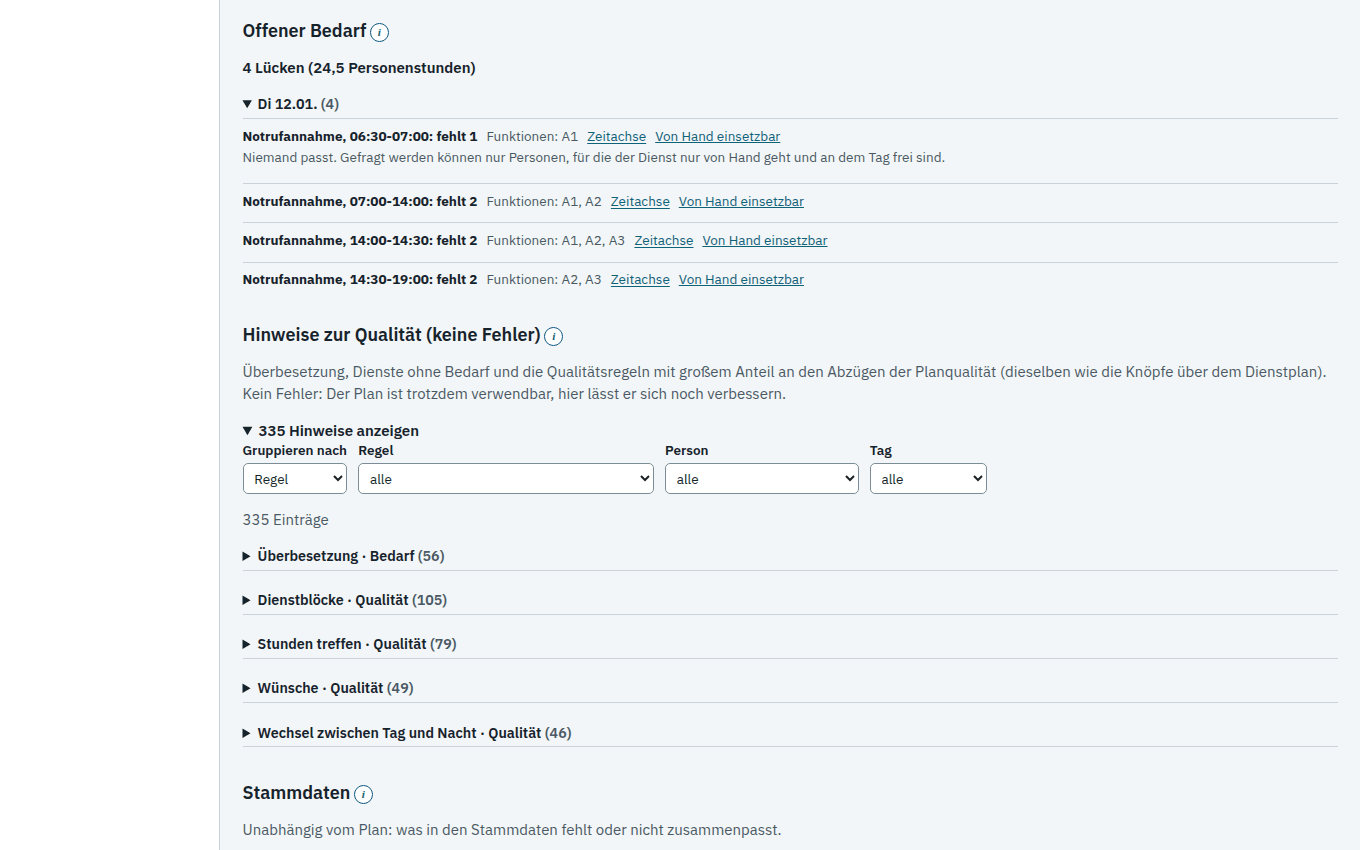 Offener Bedarf i
4 Lücken (24,5 Personenstunden)
▼ Di 12.01. (4)
Notrufannahme, 06:30-07:00: fehlt 1 Funktionen: A1 Zeitachse Von Hand einsetzbar
Niemand passt. Gefragt werden können nur Personen, für die der Dienst nur von Hand geht und an dem Tag frei sind.
Notrufannahme, 07:00-14:00: fehlt 2 Funktionen: A1, A2 Zeitachse Von Hand einsetzbar
Notrufannahme, 14:00-14:30: fehlt 2 Funktionen: A1, A2, A3 Zeitachse Von Hand einsetzbar
Notrufannahme, 14:30-19:00: fehlt 2 Funktionen: A2, A3 Zeitachse Von Hand einsetzbar
Hinweise zur Qualität (keine Fehler) i
Überbesetzung, Dienste ohne Bedarf und die Qualitätsregeln mit großem Anteil an den Abzügen der Planqualität (dieselben wie die Knöpfe über dem Dienstplan).
Kein Fehler: Der Plan ist trotzdem verwendbar, hier lässt er sich noch verbessern.
▼ 335 Hinweise anzeigen
Gruppieren nach Regel Person Tag
Regel alle alle alle
335 Einträge
▶ Überbesetzung · Bedarf (56)
▶ Dienstblöcke · Qualität (105)
▶ Stunden treffen · Qualität (79)
▶ Wünsche · Qualität (49)
▶ Wechsel zwischen Tag und Nacht · Qualität (46)
Stammdaten i
Unabhängig vom Plan: was in den Stammdaten fehlt oder nicht zusammenpasst.